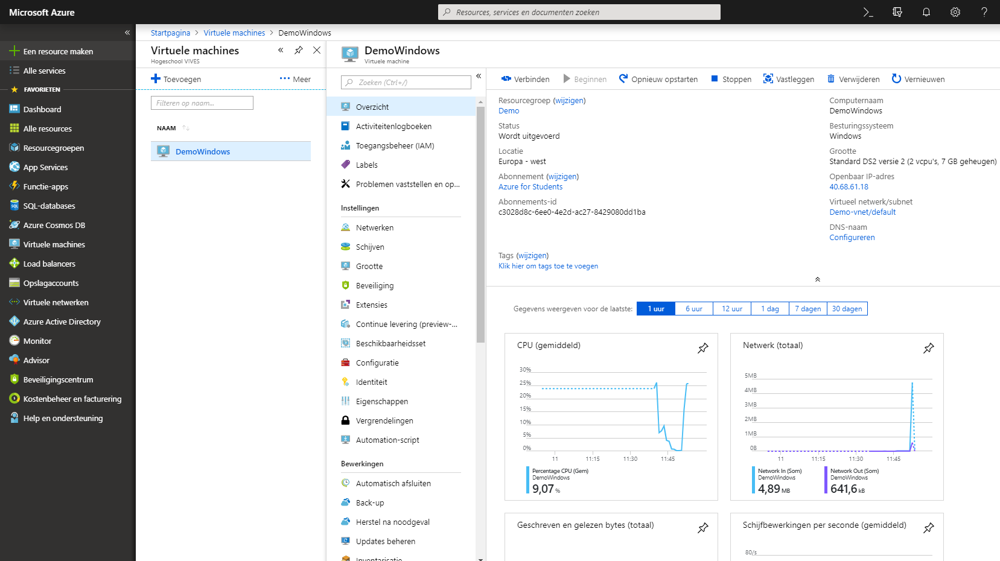 Microsoft Azure
Resources, services en documenten zoeken
Een resource maken
Alle services
FAVORIETEN
Dashboard
Alle resources
Resourcegroepen
App Services
Functie-apps
SQL-databases
Azure Cosmos DB
Virtuele machines
Load balancers
Opslagaccounts
Virtuele netwerken
Azure Active Directory
Monitor
Advisor
Beveiligingscentrum
Kostenbeheer en facturering
Help en ondersteuning
Startpagina > Virtuele machines > DemoWindows
Virtuele machines
Hogeschool VIVES
Toevoegen
Meer
Filteren op naam...
NAAM
DemoWindows
DemoWindows
Virtuele machine
Zoeken (Ctrl+/)
Overzicht
Activiteitenlogboeken
Toegangsbeheer (IAM)
Labels
Problemen vaststellen en op...
Instellingen
Netwerken
Schijven
Grootte
Beveiliging
Extensies
Continue levering (preview-...
Beschikbaarheidsset
Configuratie
Identiteit
Eigenschappen
Vergrendelingen
Automation-script
Bewerkingen
Automatisch afsluiten
Back-up
Herstel na noodgeval
Updates beheren
Inventarisatie
Verbinden
Beginnen
Opnieuw opstarten
Stoppen
Vastleggen
Verwijderen
Vernieuwen
Resourcegroep (wijzigen)
Demo
Status
Wordt uitgevoerd
Locatie
Europa - west
Abonnement (wijzigen)
Azure for Students
Abonnements-id
c3028d8c-6ee0-4e2d-ac27-8429080dd1ba
Computernaam
DemoWindows
Besturingssysteem
Windows
Grootte
Standard DS2 versie 2 (2 vcpu's, 7 GB geheugen)
Openbaar IP-adres
40.68.61.18
Virtueel netwerk/subnet
Demo-vnet/default
DNS-naam
Configureren
Tags (wijzigen)
Klik hier om tags toe te voegen
Gegevens weergeven voor de laatste:
1 uur
6 uur
12 uur
1 dag
7 dagen
30 dagen
CPU (gemiddeld)
30%
25%
20%
15%
10%
5%
0%
11 11:15 11:30 11:45
Percentage CPU (Gem)
DemoWindows
9,07 %
Netwerk (totaal)
5MB
4MB
3MB
2MB
1MB
0B
11 11:15 11:30 11:45
Network In (Som)
DemoWindows
4,89 MB
Network Out (Som)
DemoWindows
641,6 kB
Geschreven en gelezen bytes (totaal)
Schijfbewerkingen per seconde (gemiddeld)
80/s